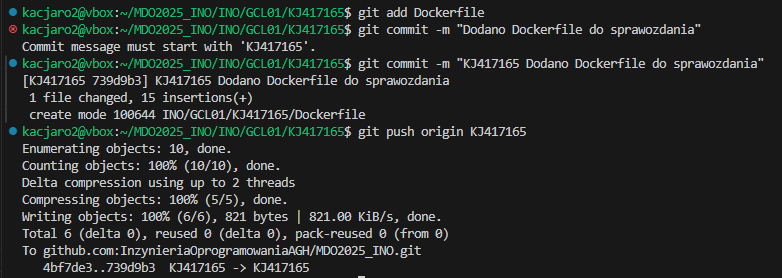 kacjaro2@vbox:~/MDO2025_INO/INO/GCL01/KJ417165$ git add Dockerfile
kacjaro2@vbox:~/MDO2025_INO/INO/GCL01/KJ417165$ git commit -m "Dodano Dockerfile do sprawozdania"
Commit message must start with 'KJ417165'.
kacjaro2@vbox:~/MDO2025_INO/INO/GCL01/KJ417165$ git commit -m "KJ417165 Dodano Dockerfile do sprawozdania"
[KJ417165 739d9b3] KJ417165 Dodano Dockerfile do sprawozdania
 1 file changed, 15 insertions(+)
 create mode 100644 INO/GCL01/KJ417165/Dockerfile
kacjaro2@vbox:~/MDO2025_INO/INO/GCL01/KJ417165$ git push origin KJ417165
Enumerating objects: 10, done.
Counting objects: 100% (10/10), done.
Delta compression using up to 2 threads
Compressing objects: 100% (5/5), done.
Writing objects: 100% (6/6), 821 bytes | 821.00 KiB/s, done.
Total 6 (delta 0), reused 0 (delta 0), pack-reused 0 (from 0)
To github.com:InzynieriaOprogramowaniaAGH/MDO2025_INO.git
   4bf7de3..739d9b3  KJ417165 -> KJ417165